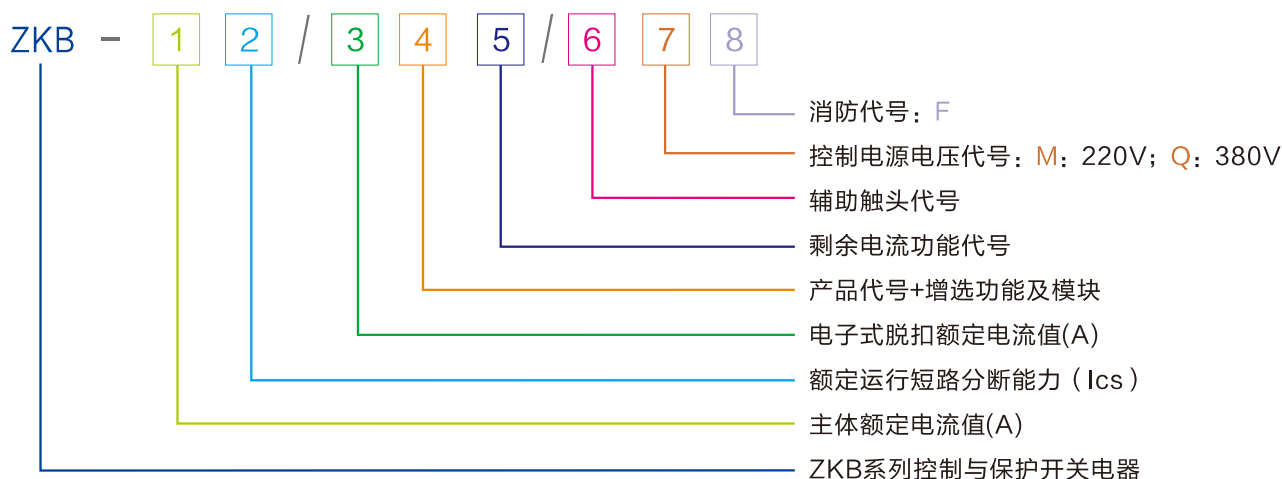 ZKB - 1 2 / 3 4 5 / 6 7 8
消防代号：F
控制电源电压代号：M：220V；Q：380V
辅助触头代号
剩余电流功能代号
产品代号+增选功能及模块
电子式脱扣额定电流值(A)
额定运行短路分断能力（Ics）
主体额定电流值(A)
ZKB系列控制与保护开关电器